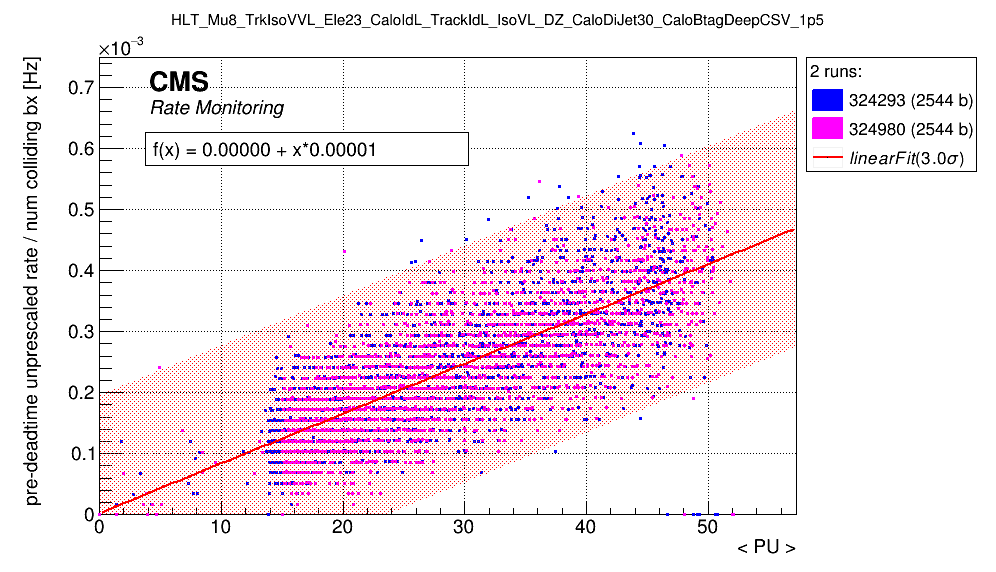 HLT_Mu8_TrkIsoVVL_Ele23_CaloIdL_TrackIdL_IsoVL_DZ_CaloDiJet30_CaloBtagDeepCSV_1p5
×10⁻³
CMS
Rate Monitoring
f(x) = 0.00000 + x*0.00001
2 runs:
324293 (2544 b)
324980 (2544 b)
linearFit(3.0σ)
pre-deadtime unprescaled rate / num colliding bx [Hz]
0.7
0.6
0.5
0.4
0.3
0.2
0.1
0
0 10 20 30 40 50
< PU >